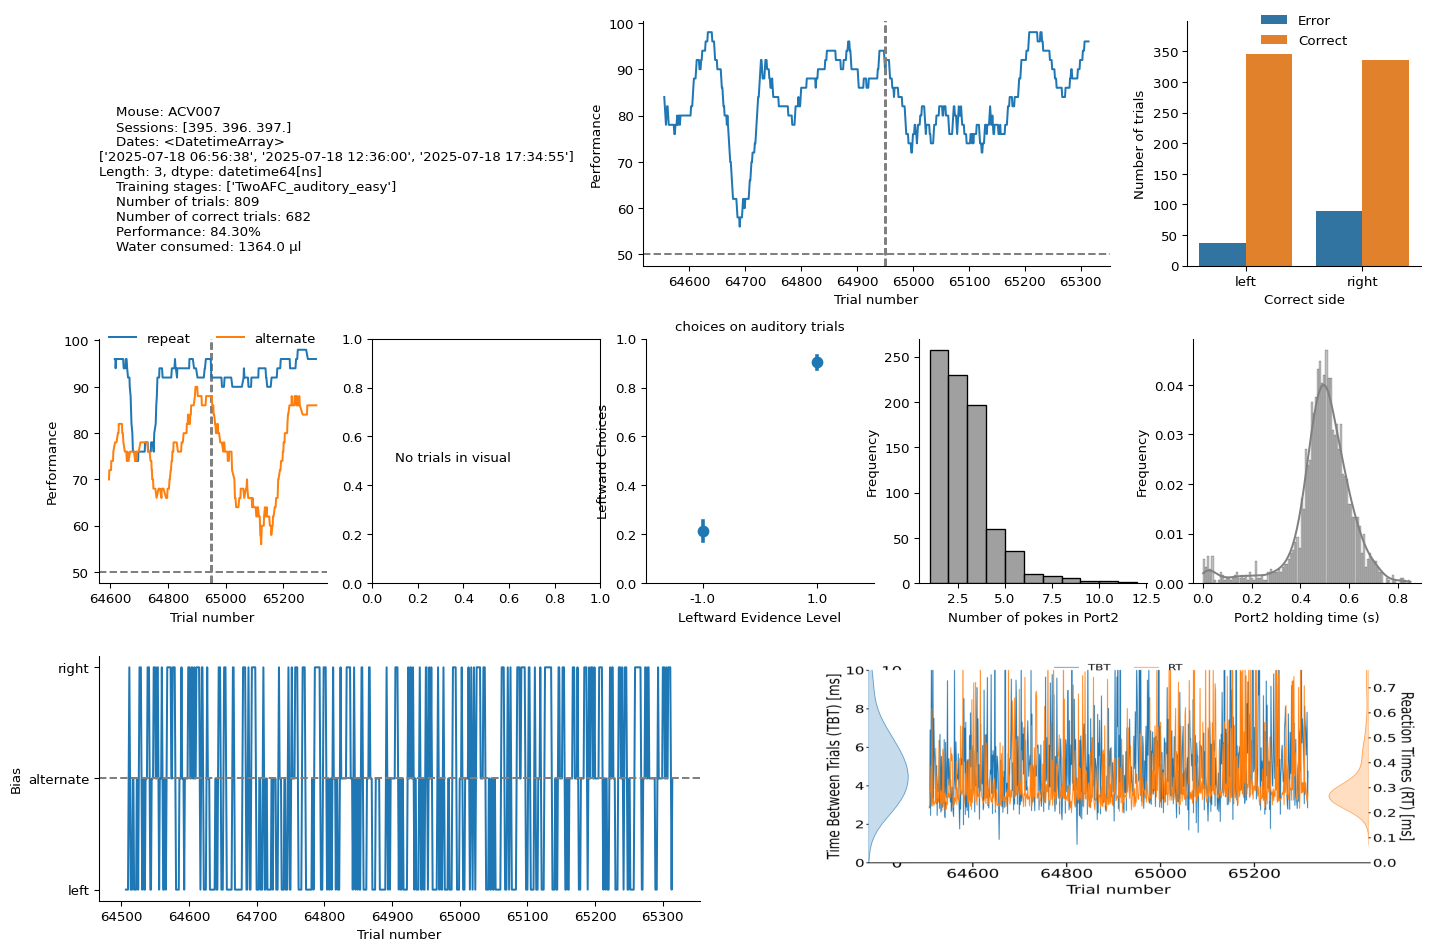 Mouse: ACV007
Sessions: [395. 396. 397.]
Dates: <DatetimeArray>
['2025-07-18 06:56:38', '2025-07-18 12:36:00', '2025-07-18 17:34:55']
Length: 3, dtype: datetime64[ns]
Training stages: ['TwoAFC_auditory_easy']
Number of trials: 809
Number of correct trials: 682
Performance: 84.30%
Water consumed: 1364.0 µl
100
90
80
70
60
50
Performance
64600 64700 64800 64900 65000 65100 65200 65300
Trial number
Error
Correct
350
300
250
200
150
100
50
0
Number of trials
left right
Correct side
repeat alternate
100
90
80
70
60
50
Performance
64600 64800 65000 65200
Trial number
1.0
0.8
0.6
0.4
0.2
0.0
No trials in visual
0.0 0.2 0.4 0.6 0.8 1.0
choices on auditory trials
1.0
0.8
0.6
0.4
0.2
0.0
Leftward Choices
-1.0 1.0
Leftward Evidence Level
250
200
150
100
50
0
Frequency
2.5 5.0 7.5 10.0 12.5
Number of pokes in Port2
0.04
0.03
0.02
0.01
0.00
Frequency
0.0 0.2 0.4 0.6 0.8
Port2 holding time (s)
right
alternate
left
Bias
64500 64600 64700 64800 64900 65000 65100 65200 65300
Trial number
TBT RT
10
8
6
4
2
0
Time Between Trials (TBT) [ms]
0.7
0.6
0.5
0.4
0.3
0.2
0.1
0.0
Reaction Times (RT) [ms]
64600 64800 65000 65200
Trial number